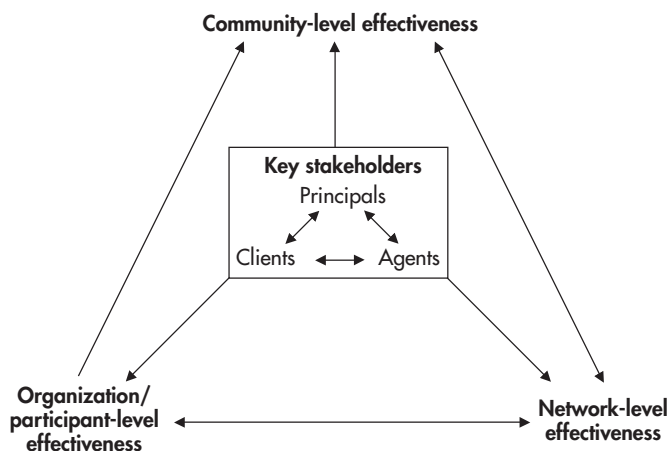 Community-level effectiveness
Key stakeholders
Principals
Clients
Agents
Organization/
participant-level
effectiveness
Network-level
effectiveness